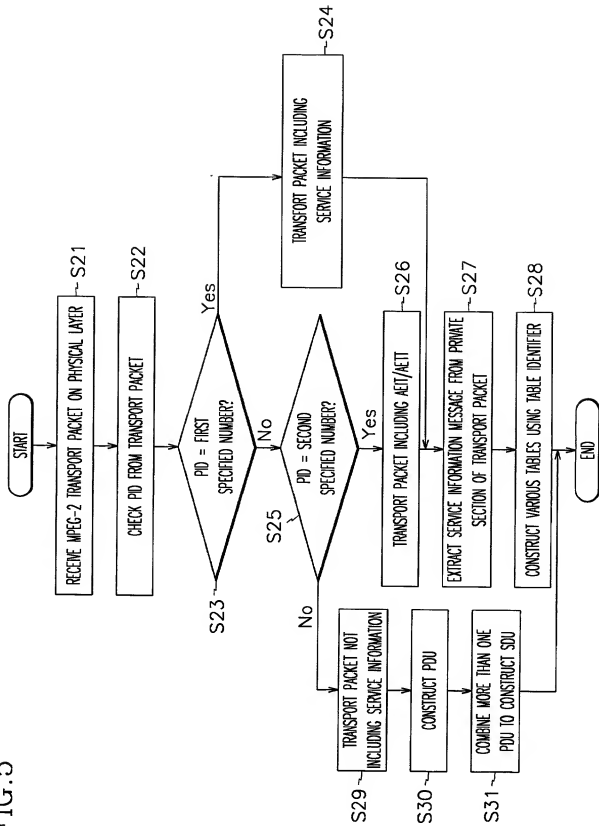 FIG.5
START
RECEIVE MPEG-2 TRANSPORT PACKET ON PHYSICAL LAYER
S21
CHECK PID FROM TRANSPORT PACKET
S22
PID = FIRST
SPECIFIED NUMBER?
S23
Yes
No
TRANSFORT PACKET INCLUDING
SERVICE INFORMATION
S24
PID = SECOND
SPECIFIED NUMBER?
S25
No
Yes
TRANSPORT PACKET INCLUDING AEIT/AETT
S26
EXTRACT SERVICE INFORMATION MESSAGE FROM PRIVATE
SECTION OF TRANSPORT PACKET
S27
CONSTRUCT VARIOUS TABLES USING TABLE IDENTIFIER
S28
TRANSPORT PACKET NOT
INCLUDING SERVICE INFORMATION
S29
CONSTRUCT PDU
S30
COMBINE MORE THAN ONE
PDU TO CONSTRUCT SDU
S31
END